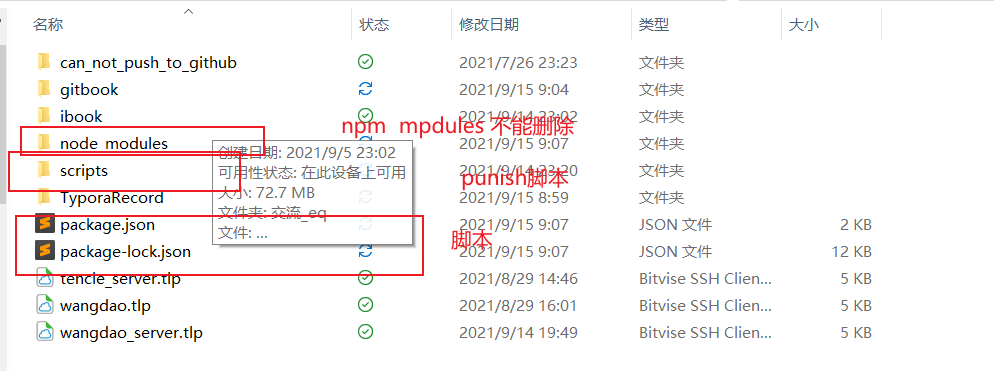 名称 状态 修改日期 类型 大小
can_not_push_to_github 2021/7/26 23:23 文件夹
gitbook 2021/9/15 9:04 文件夹
ibook 2021/9/14 23:02 文件夹
npm mpdules 不能删除
node_modules 2021/9/15 9:07 文件夹
创建日期: 2021/9/5 23:02
scripts 2021/9/14 23:20 文件夹
可用性状态: 在此设备上可用
punish脚本
大小: 72.7 MB
TyporaRecord 2021/9/15 8:59 文件夹
文件夹: 交流_eq
package.json 2021/9/15 9:07 JSON 文件 2 KB
文件: ...
脚本
package-lock.json 2021/9/15 9:07 JSON 文件 12 KB
tencle_server.tlp 2021/8/29 14:46 Bitvise SSH Clien... 5 KB
wangdao.tlp 2021/8/29 16:01 Bitvise SSH Clien... 5 KB
wangdao_server.tlp 2021/9/14 19:49 Bitvise SSH Clien... 5 KB